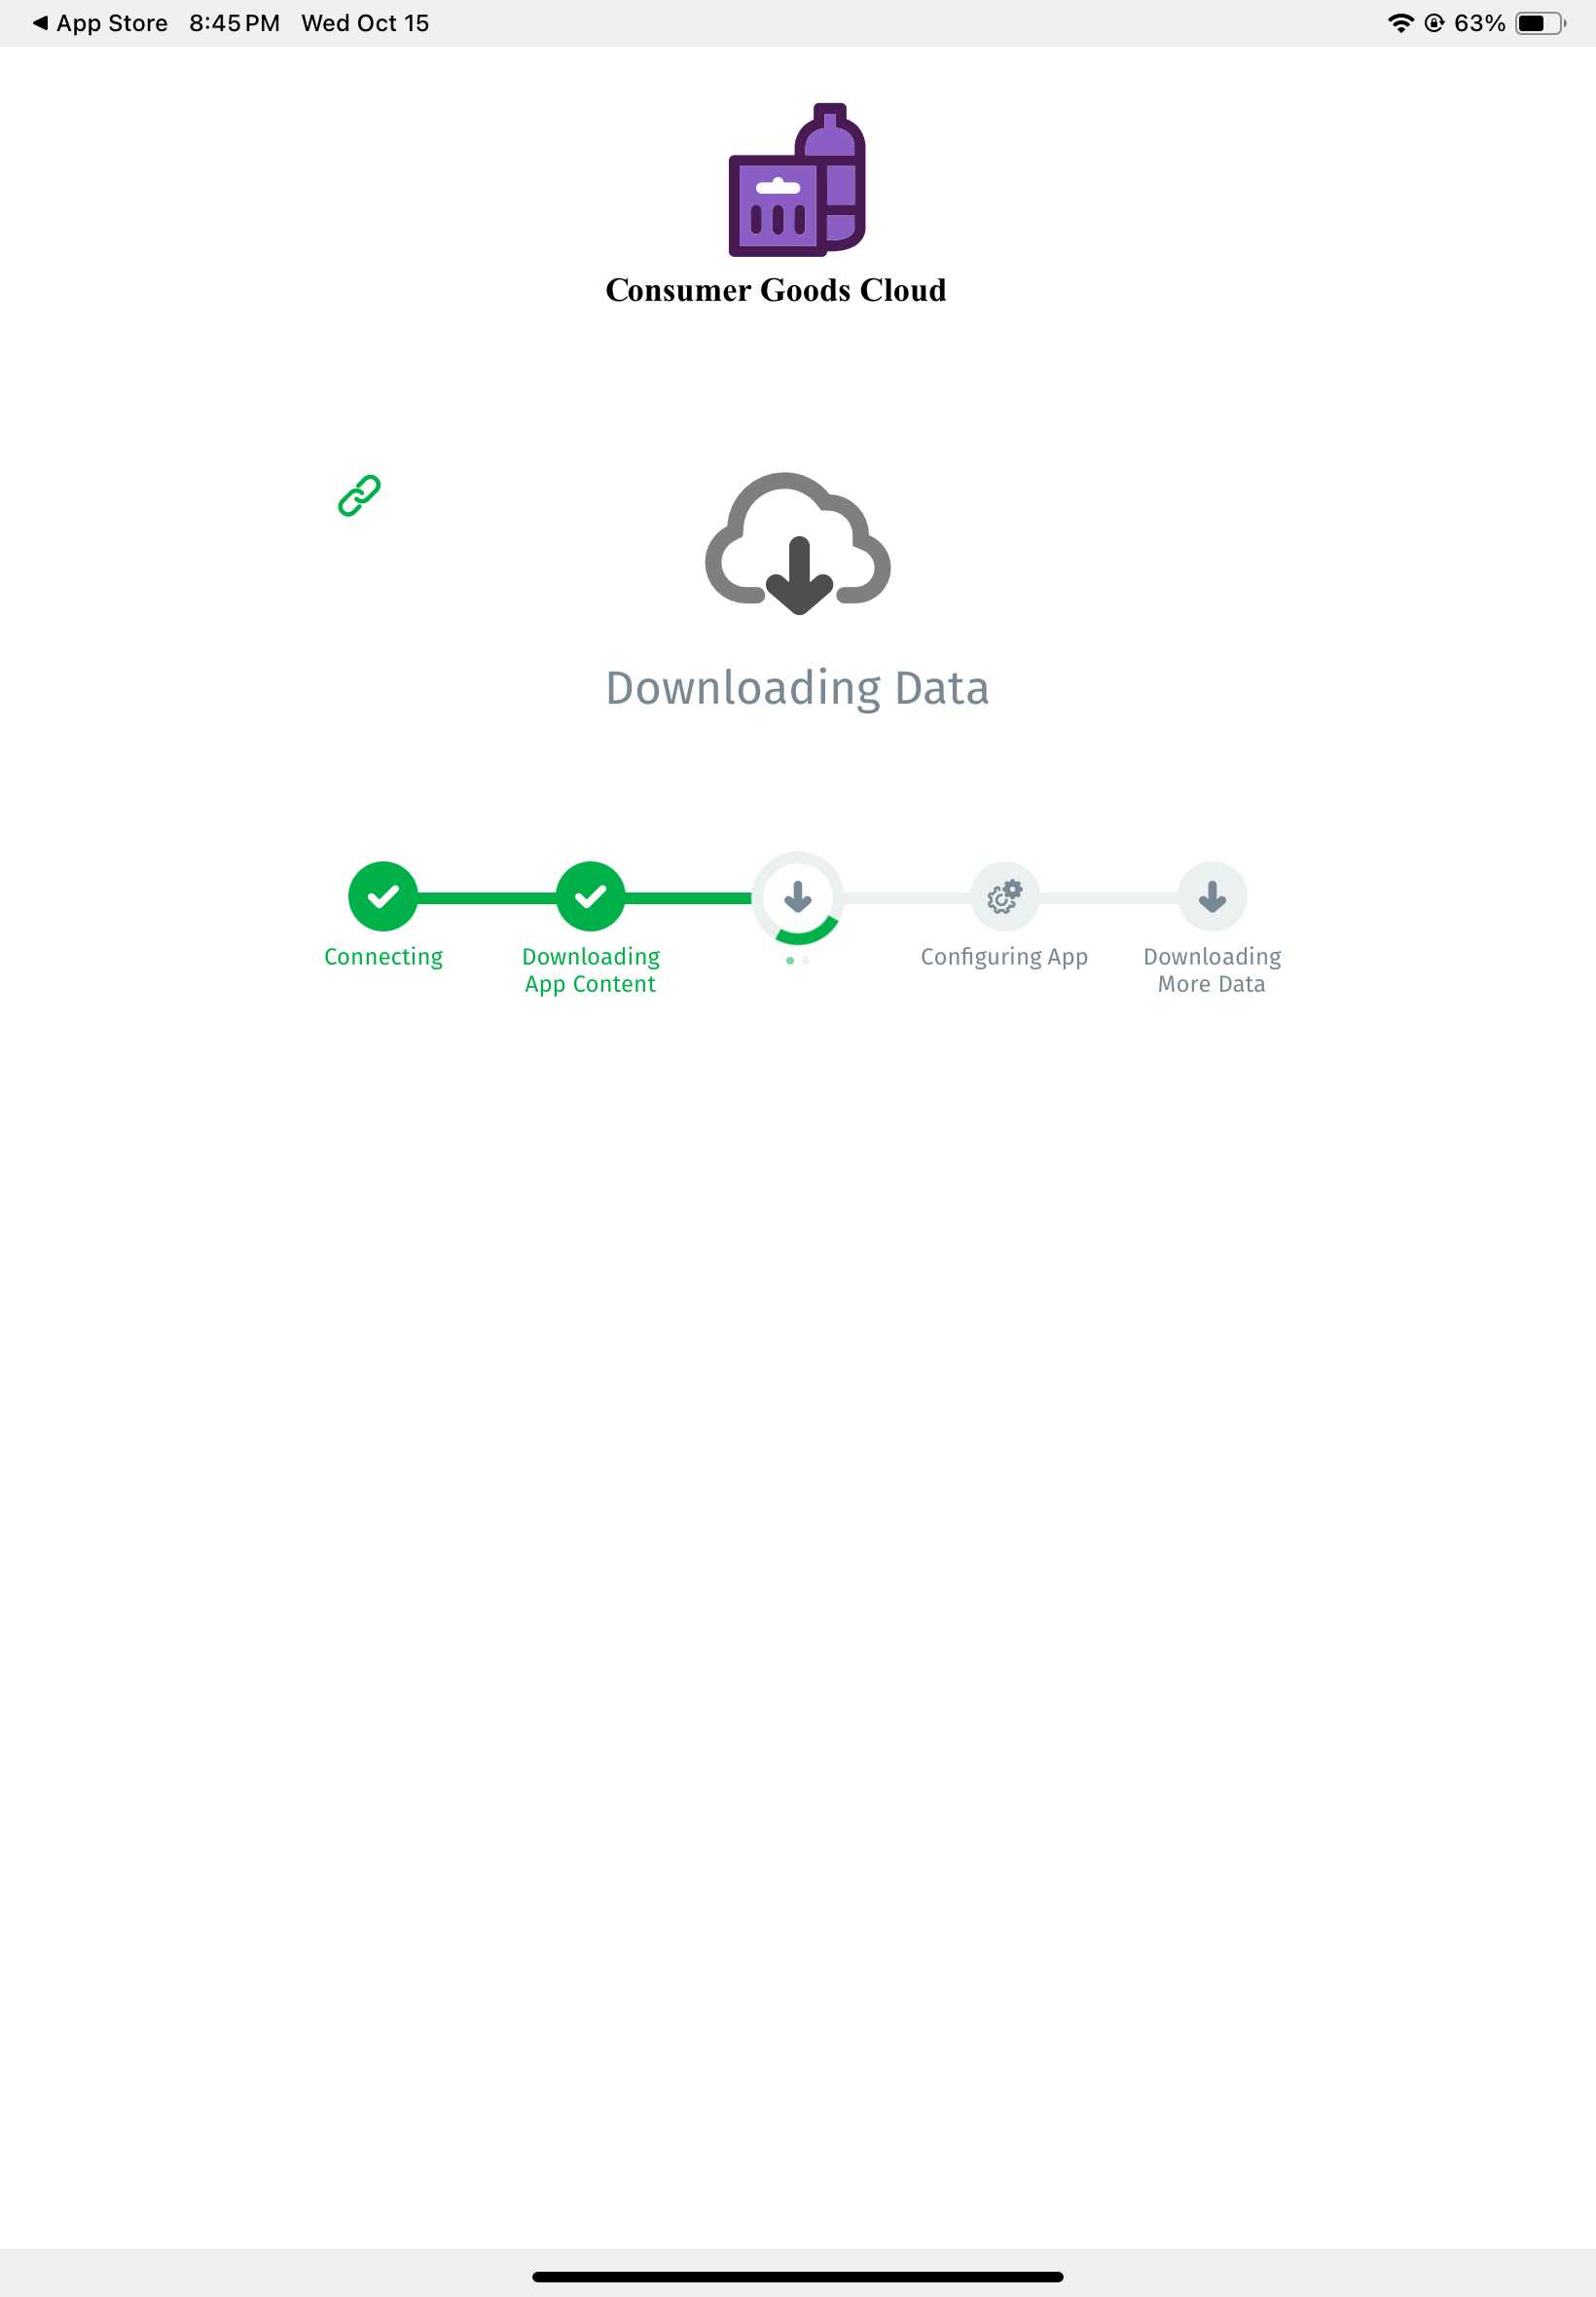 App Store 8:45 PM Wed Oct 15 63%
Consumer Goods Cloud
Downloading Data
Connecting
Downloading
App Content
Configuring App
Downloading
More Data